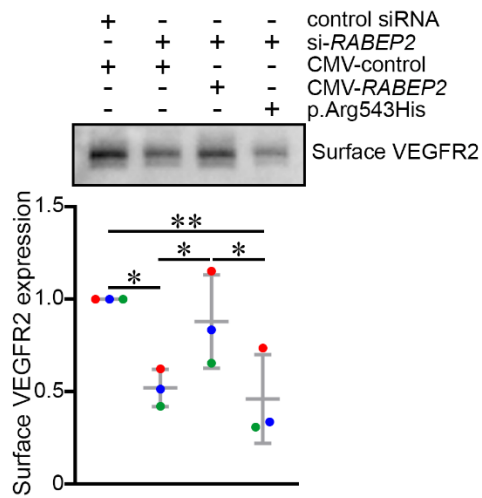 + - - - control siRNA
- + + + si-RABEP2
+ + - - CMV-control
- - + - CMV-RABEP2
- - - + p.Arg543His
Surface VEGFR2
1.5
**
* * *
1.0
0.5
0
Surface VEGFR2 expression